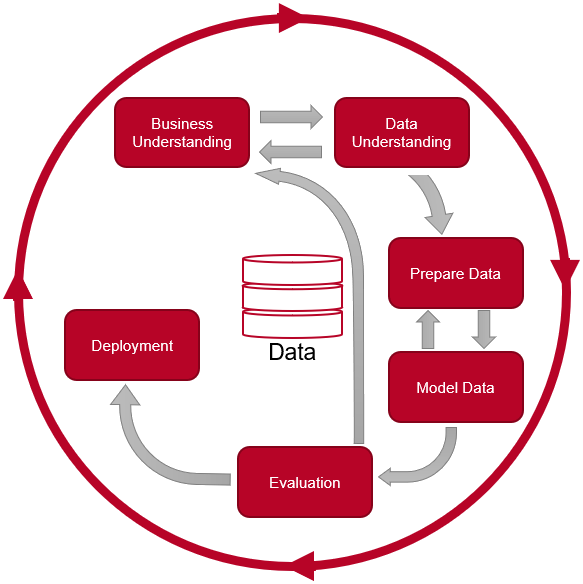 Business
Understanding
Data
Understanding
Prepare Data
Data
Deployment
Model Data
Evaluation